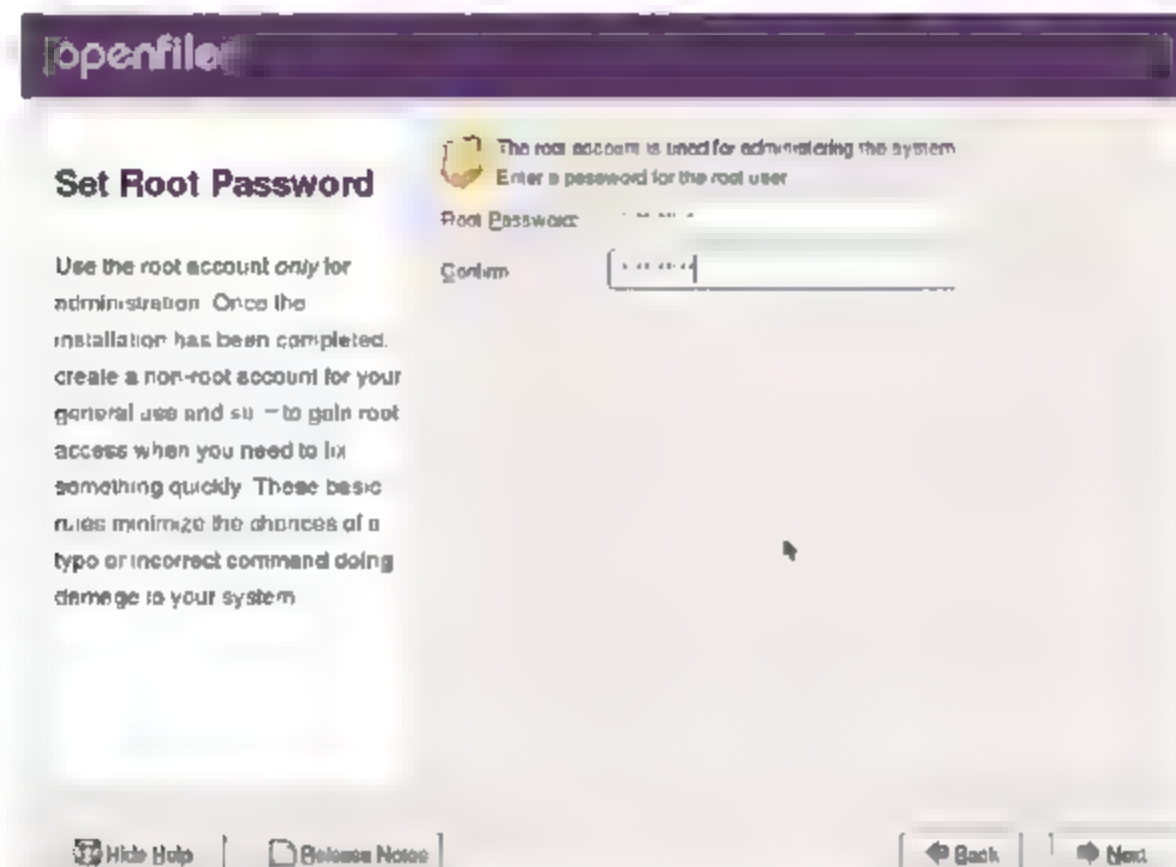 openfiler
Set Root Password
Use the root account only for
administration. Once the
installation has been completed,
create a non-root account for your
general use and su - to gain root
access when you need to fix
something quickly. These basic
rules minimize the chances of a
typo or incorrect command doing
damage to your system.
The root account is used for administering the system.
Enter a password for the root user.
Root Password:
Confirm
Hide Help
Release Notes
Back
Next